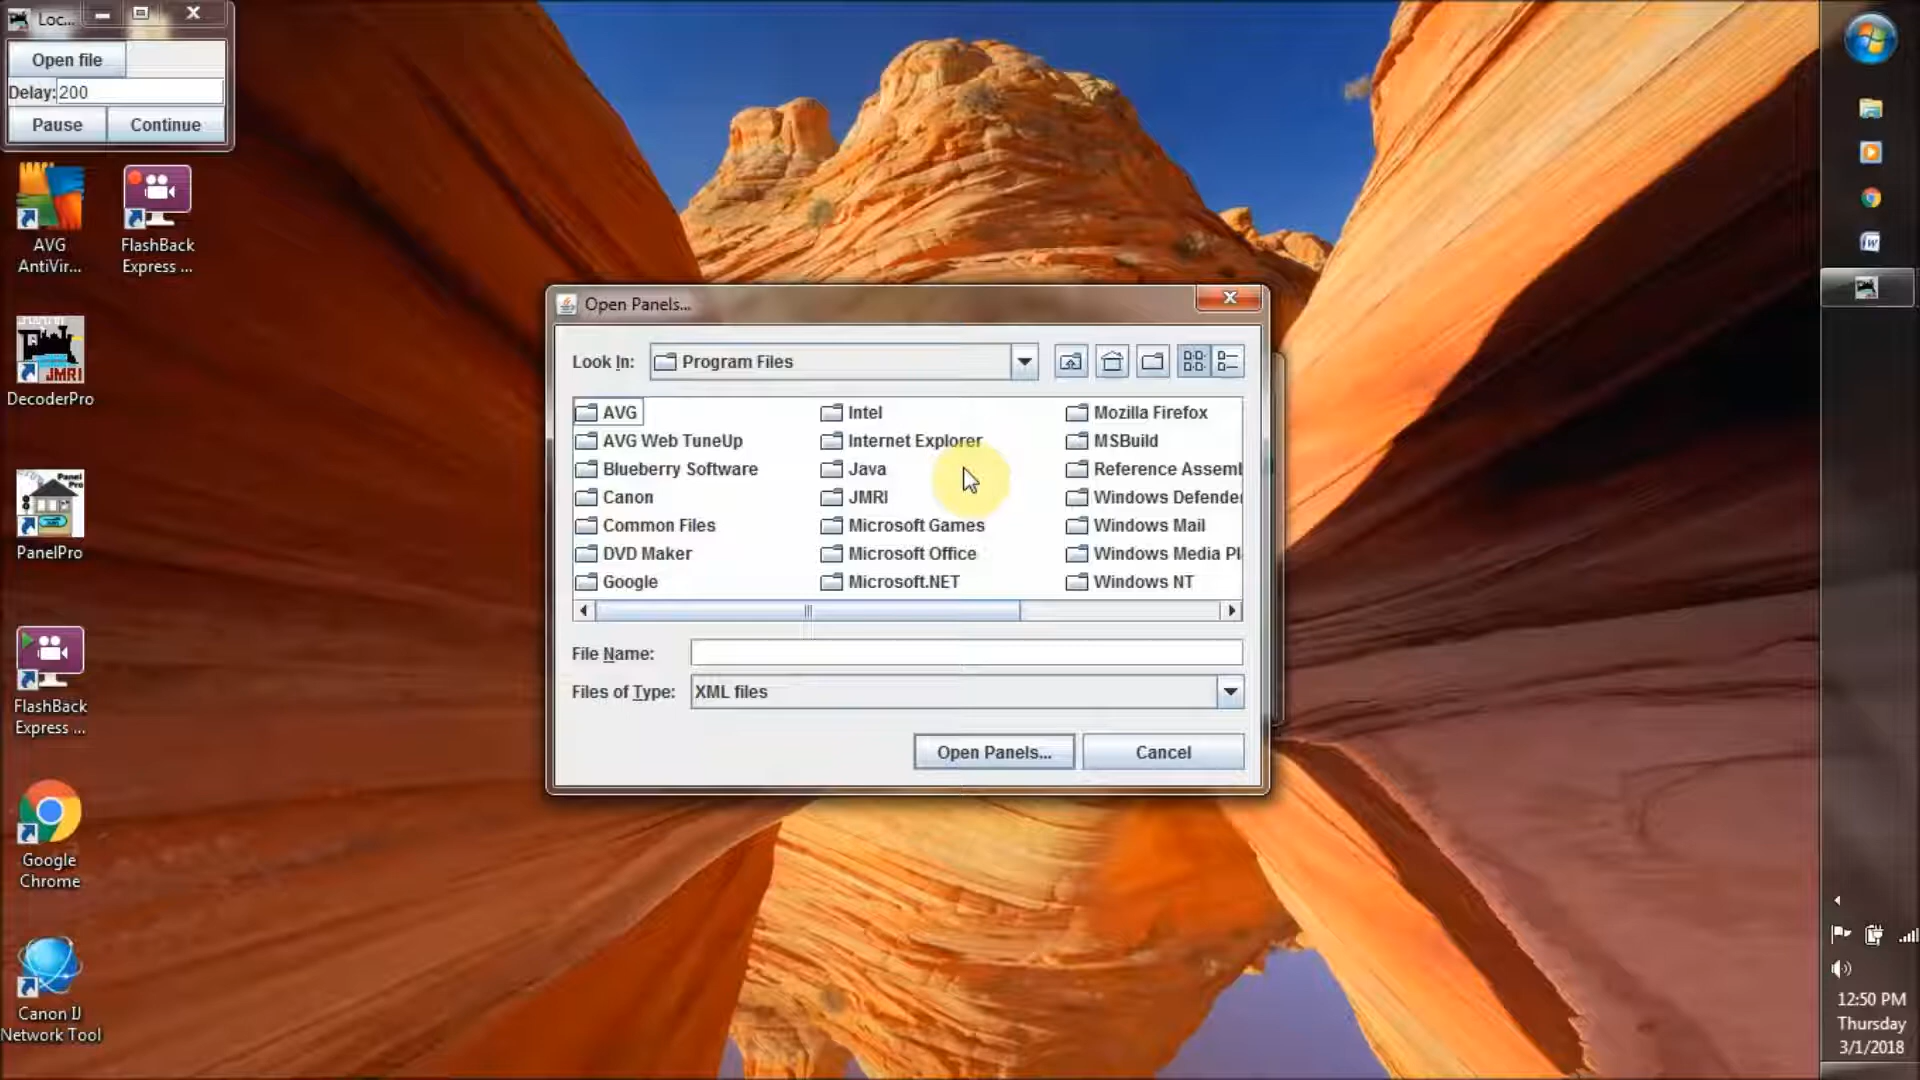 Loc...
Open file
Delay: 200
Pause
Continue
AVG
AntiVir...
FlashBack
Express ...
JMRI
DecoderPro
Panel
Pro
PanelPro
FlashBack
Express ...
Google
Chrome
Canon IJ
Network Tool
Open Panels...
Look In:
Program Files
AVG
AVG Web TuneUp
Blueberry Software
Canon
Common Files
DVD Maker
Google
Intel
Internet Explorer
Java
JMRI
Microsoft Games
Microsoft Office
Microsoft.NET
Mozilla Firefox
MSBuild
Reference Assemb
Windows Defender
Windows Mail
Windows Media Pl
Windows NT
File Name:
Files of Type:
XML files
Open Panels...
Cancel
12:50 PM
Thursday
3/1/2018